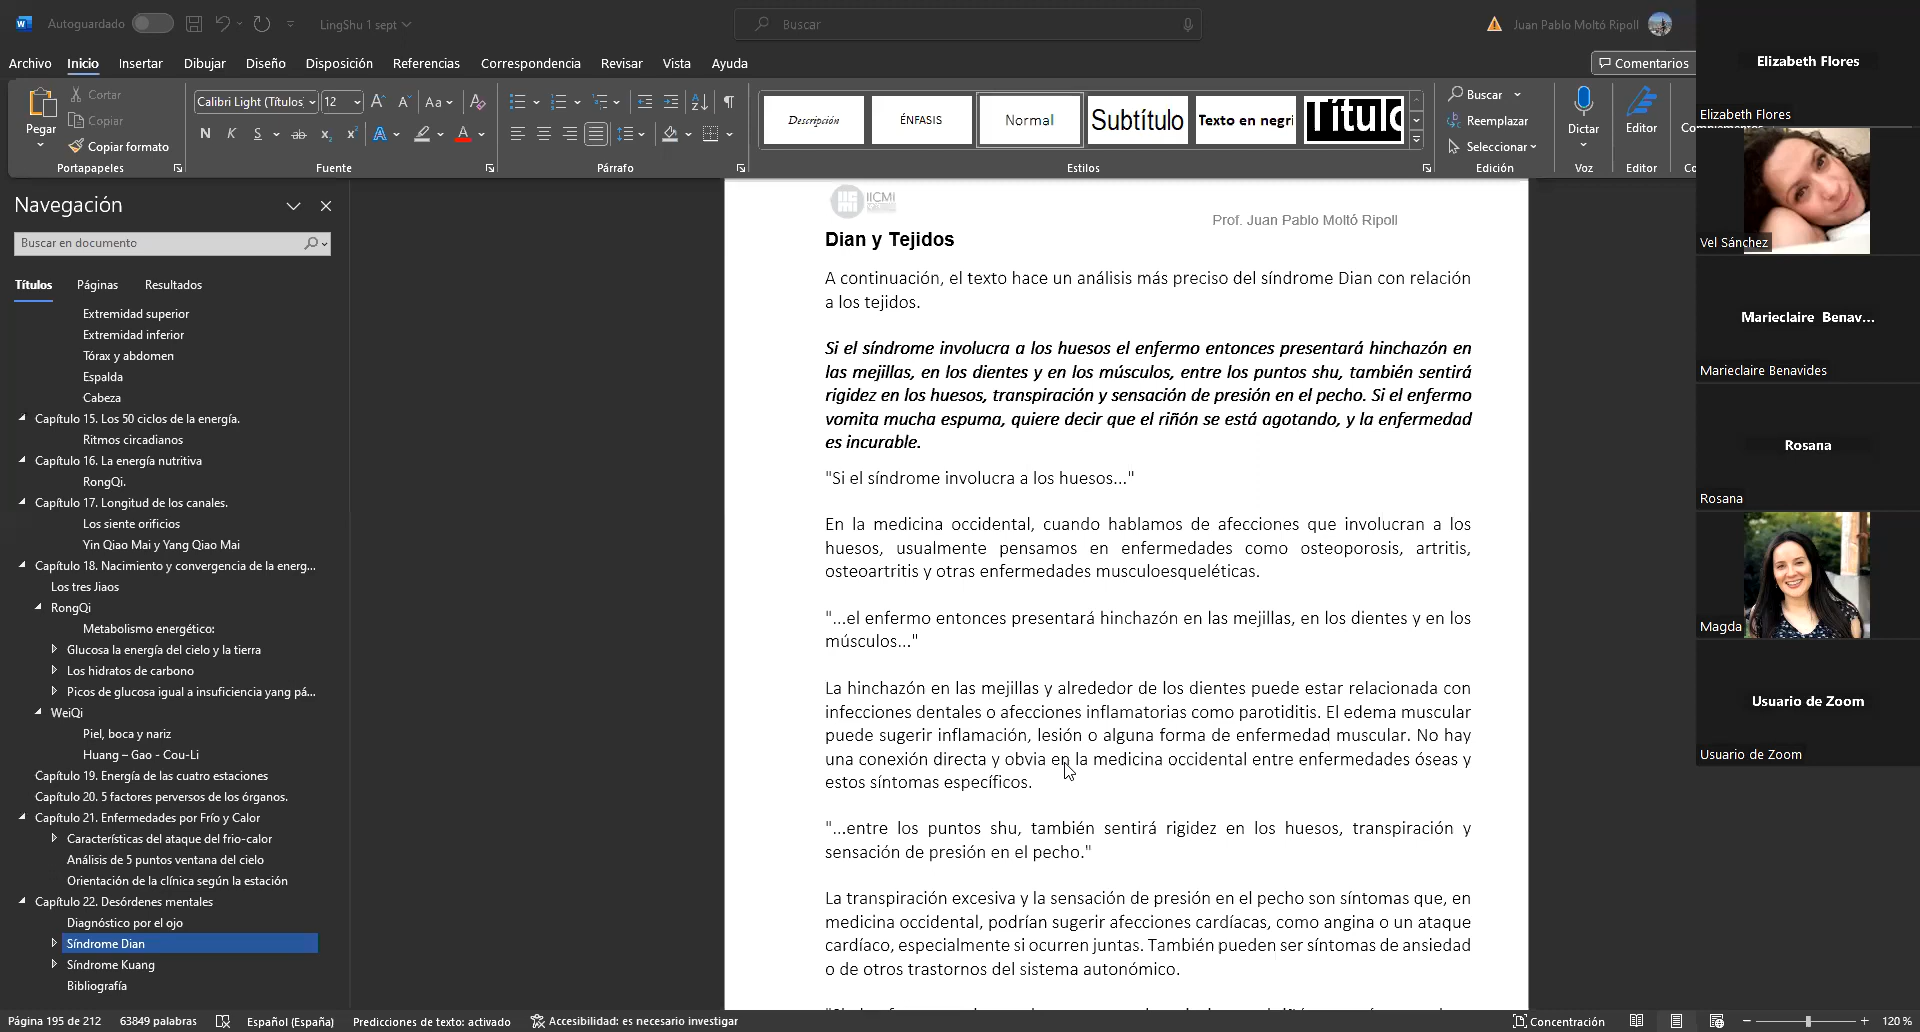 Autoguardado
LingShu 1 sept
Buscar
Juan Pablo Moltó Ripoll
Archivo Inicio Insertar Dibujar Diseño Disposición Referencias Correspondencia Revisar Vista Ayuda
Comentarios
Pegar
Cortar
Copiar
Copiar formato
Portapapeles
Calibri Light (Títulos
12
Aa
N K S ab
Fuente
Párrafo
Descripción
ÉNFASIS
Normal
Subtítulo
Texto en negri
Título
Estilos
Buscar
Reemplazar
Seleccionar
Edición
Dictar
Voz
Editor
Editor
Navegación
Buscar en documento
Títulos Páginas Resultados
Extremidad superior
Extremidad inferior
Tórax y abdomen
Espalda
Cabeza
Capítulo 15. Los 50 ciclos de la energía.
Ritmos circadianos
Capítulo 16. La energía nutritiva
RongQi.
Capítulo 17. Longitud de los canales.
Los siente orificios
Yin Qiao Mai y Yang Qiao Mai
Capítulo 18. Nacimiento y convergencia de la energ...
Los tres Jiaos
RongQi
Metabolismo energético:
Glucosa la energía del cielo y la tierra
Los hidratos de carbono
Picos de glucosa igual a insuficiencia yang pá...
WeiQi
Piel, boca y nariz
Huang – Gao - Cou-Li
Capítulo 19. Energía de las cuatro estaciones
Capítulo 20. 5 factores perversos de los órganos.
Capítulo 21. Enfermedades por Frío y Calor
Características del ataque del frio-calor
Análisis de 5 puntos ventana del cielo
Orientación de la clínica según la estación
Capítulo 22. Desórdenes mentales
Diagnóstico por el ojo
Síndrome Dian
Síndrome Kuang
Bibliografía
IICMI
Prof. Juan Pablo Moltó Ripoll
Dian y Tejidos
A continuación, el texto hace un análisis más preciso del síndrome Dian con relación
a los tejidos.
Si el síndrome involucra a los huesos el enfermo entonces presentará hinchazón en
las mejillas, en los dientes y en los músculos, entre los puntos shu, también sentirá
rigidez en los huesos, transpiración y sensación de presión en el pecho. Si el enfermo
vomita mucha espuma, quiere decir que el riñón se está agotando, y la enfermedad
es incurable.
"Si el síndrome involucra a los huesos..."
En la medicina occidental, cuando hablamos de afecciones que involucran a los
huesos, usualmente pensamos en enfermedades como osteoporosis, artritis,
osteoartritis y otras enfermedades musculoesqueléticas.
"...el enfermo entonces presentará hinchazón en las mejillas, en los dientes y en los
músculos..."
La hinchazón en las mejillas y alrededor de los dientes puede estar relacionada con
infecciones dentales o afecciones inflamatorias como parotiditis. El edema muscular
puede sugerir inflamación, lesión o alguna forma de enfermedad muscular. No hay
una conexión directa y obvia en la medicina occidental entre enfermedades óseas y
estos síntomas específicos.
"...entre los puntos shu, también sentirá rigidez en los huesos, transpiración y
sensación de presión en el pecho."
La transpiración excesiva y la sensación de presión en el pecho son síntomas que, en
medicina occidental, podrían sugerir afecciones cardíacas, como angina o un ataque
cardíaco, especialmente si ocurren juntas. También pueden ser síntomas de ansiedad
o de otros trastornos del sistema autonómico.
Elizabeth Flores
Elizabeth Flores
Vel Sánchez
Marieclaire Benav...
Marieclaire Benavides
Rosana
Rosana
Magda
Usuario de Zoom
Usuario de Zoom
Página 195 de 212 63849 palabras Español (España) Predicciones de texto: activado Accesibilidad: es necesario investigar
Concentración
120 %